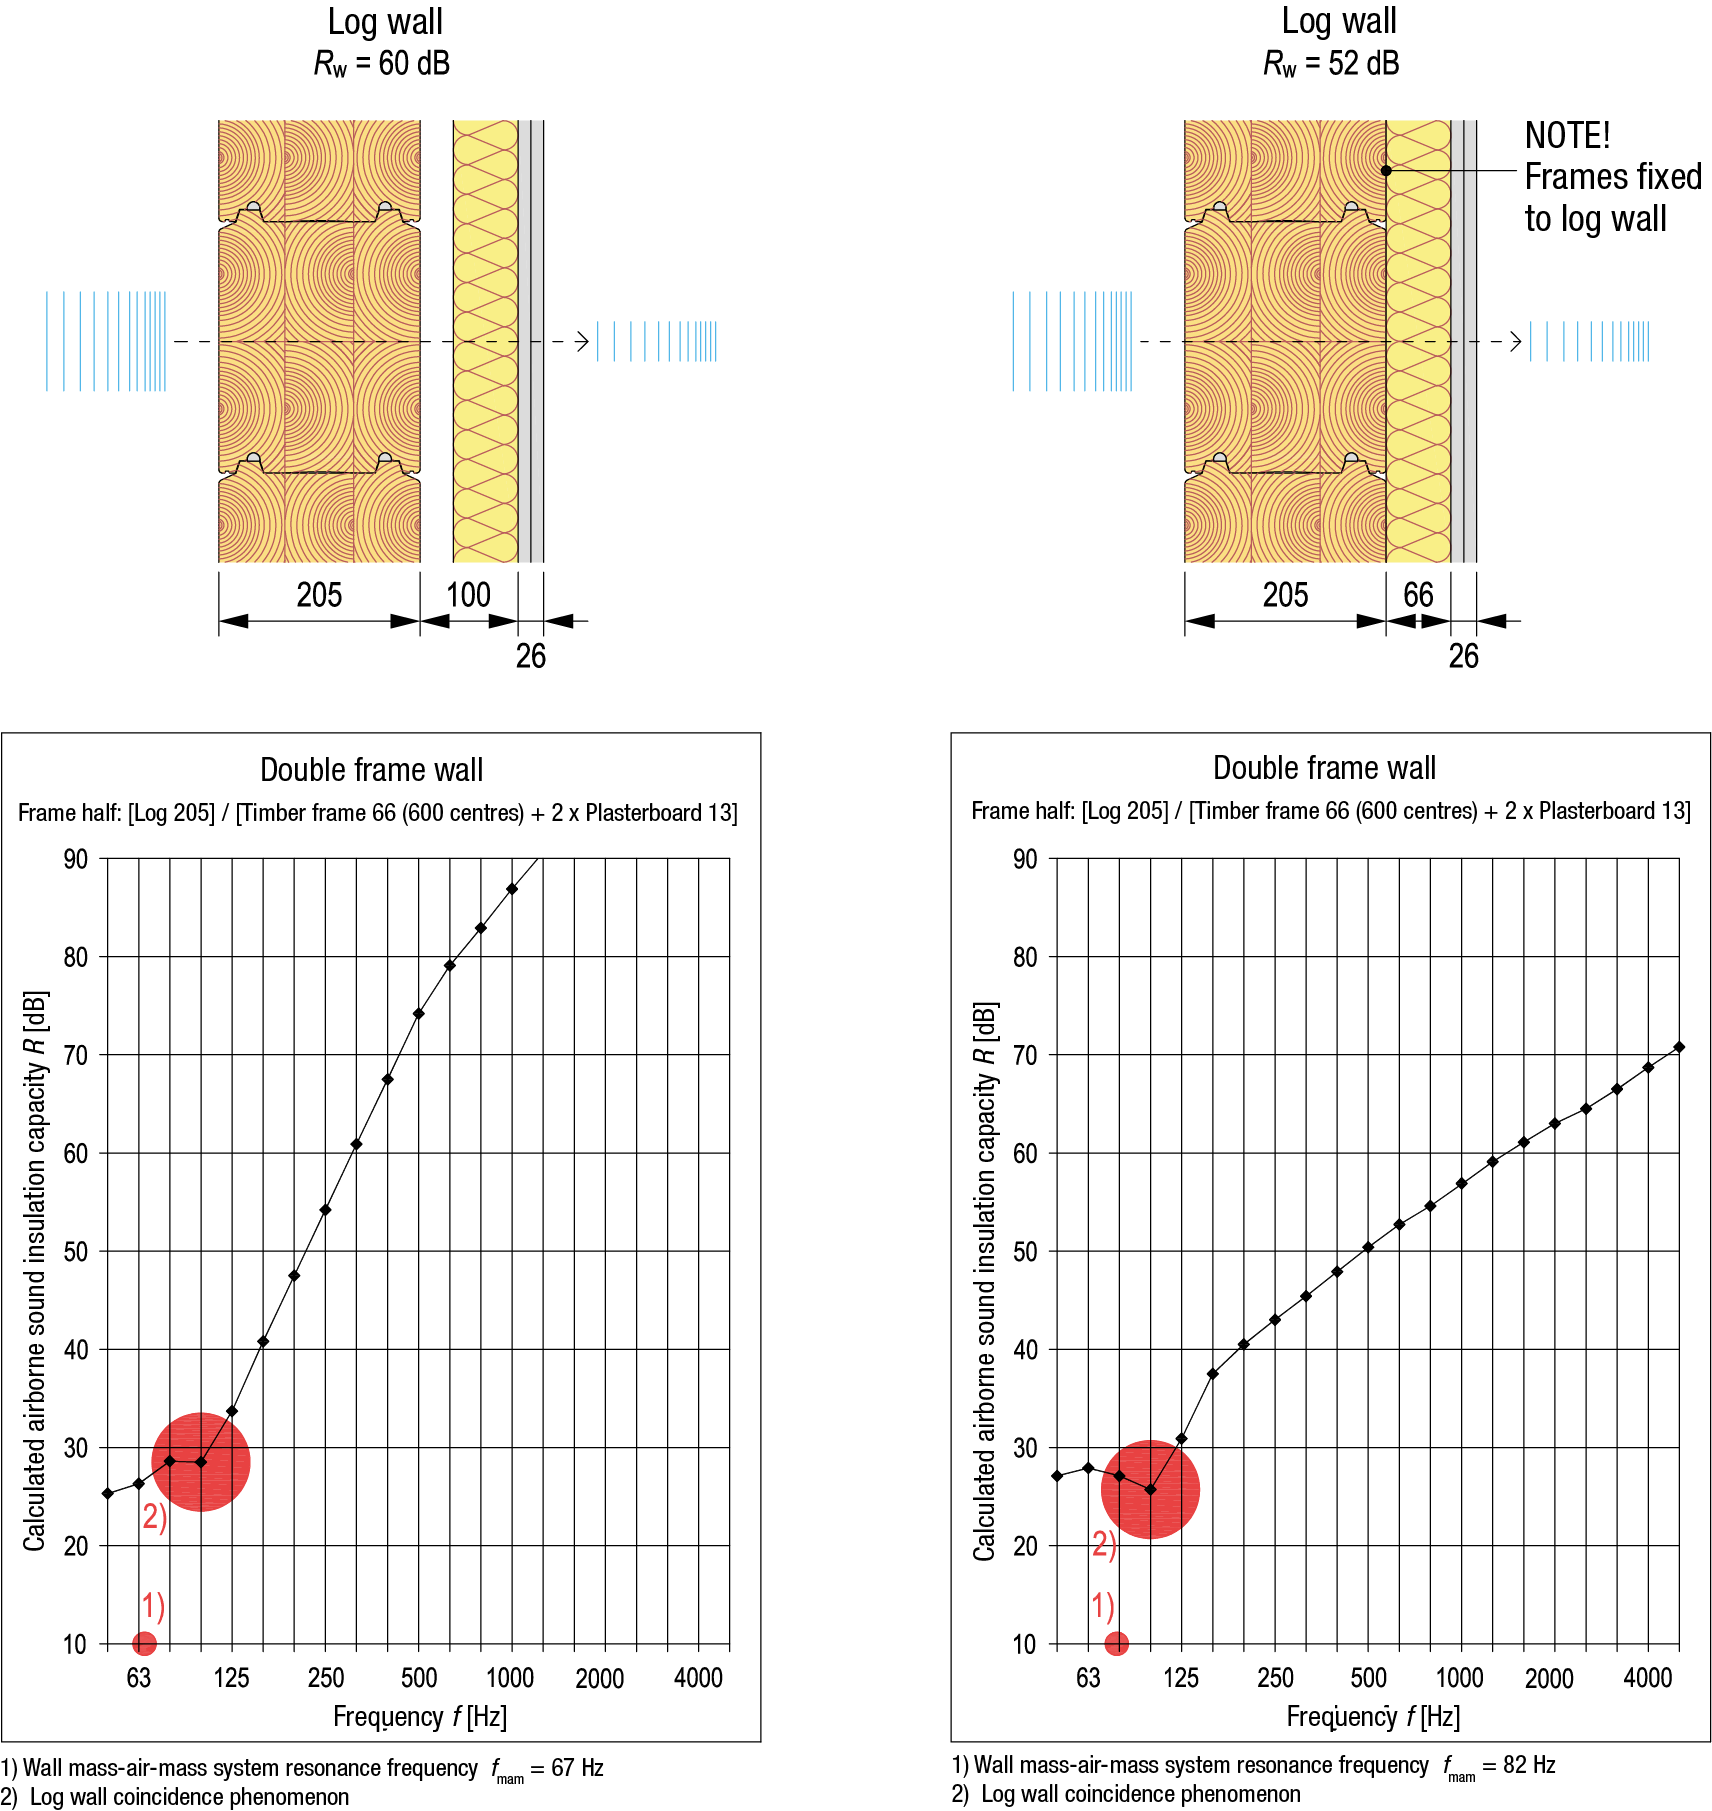 Log wall
Rw = 60 dB
205
100
26
Double frame wall
Frame half: [Log 205] / [Timber frame 66 (600 centres) + 2 x Plasterboard 13]
Calculated airborne sound insulation capacity R [dB]
90
80
70
60
50
40
30
20
10
2)
1)
63 125 250 500 1000 2000 4000
Frequency f [Hz]
1) Wall mass-air-mass system resonance frequency fmam = 67 Hz
2) Log wall coincidence phenomenon
Log wall
Rw = 52 dB
NOTE!
Frames fixed
to log wall
205
66
26
Double frame wall
Frame half: [Log 205] / [Timber frame 66 (600 centres) + 2 x Plasterboard 13]
Calculated airborne sound insulation capacity R [dB]
90
80
70
60
50
40
30
20
10
2)
1)
63 125 250 500 1000 2000 4000
Frequency f [Hz]
1) Wall mass-air-mass system resonance frequency fmam = 82 Hz
2) Log wall coincidence phenomenon